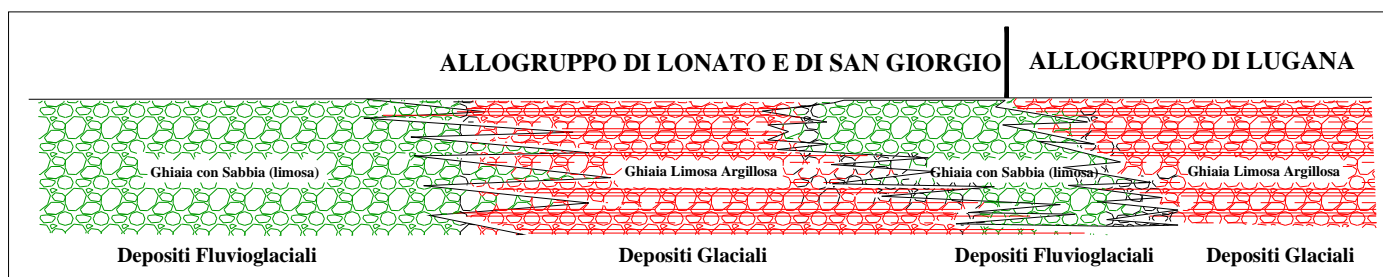 ALLOGRUPPO DI LONATO E DI SAN GIORGIO
ALLOGRUPPO DI LUGANA
Ghiaia con Sabbia (limosa)
Ghiaia Limosa Argillosa
Ghiaia con Sabbia (limosa)
Ghiaia Limosa Argillosa
Depositi Fluvioglaciali
Depositi Glaciali
Depositi Fluvioglaciali
Depositi Glaciali